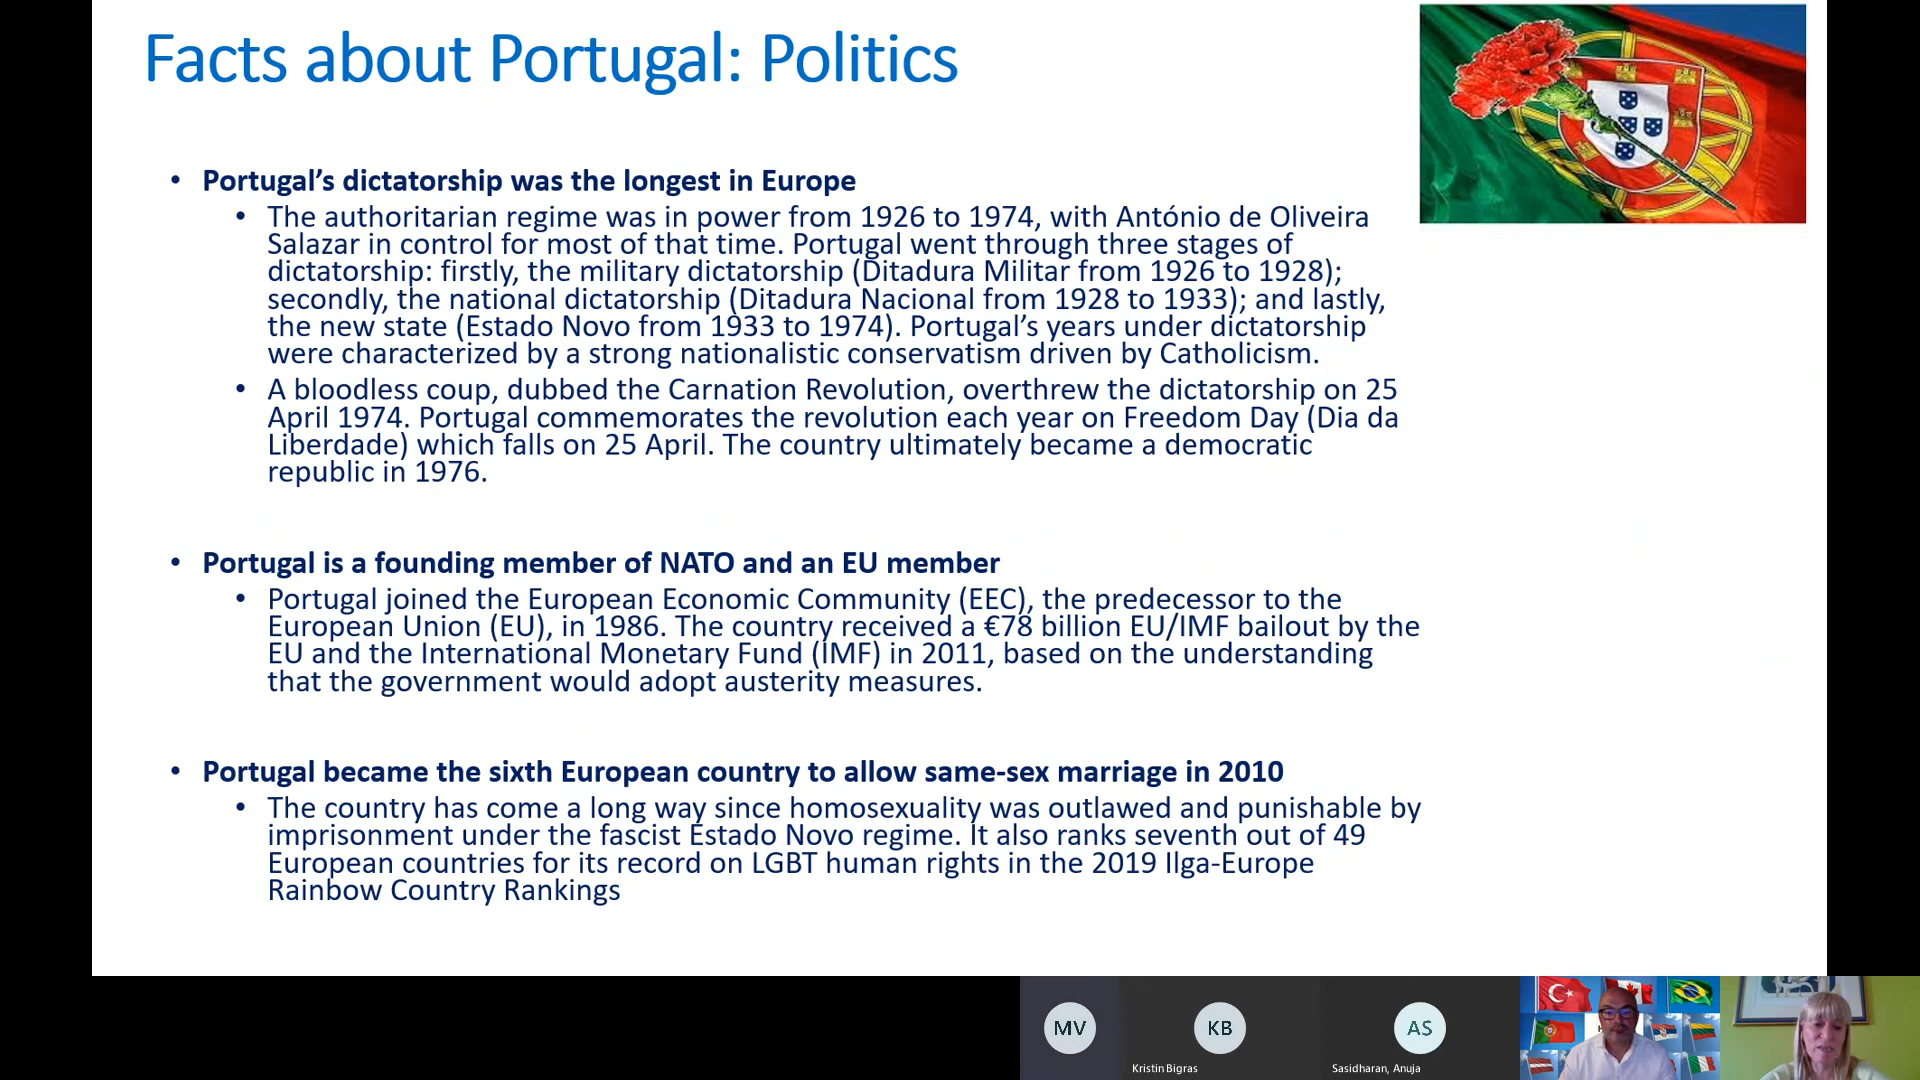 Facts about Portugal: Politics
• Portugal’s dictatorship was the longest in Europe
• The authoritarian regime was in power from 1926 to 1974, with António de Oliveira
Salazar in control for most of that time. Portugal went through three stages of
dictatorship: firstly, the military dictatorship (Ditadura Militar from 1926 to 1928);
secondly, the national dictatorship (Ditadura Nacional from 1928 to 1933); and lastly,
the new state (Estado Novo from 1933 to 1974). Portugal’s years under dictatorship
were characterized by a strong nationalistic conservatism driven by Catholicism.
• A bloodless coup, dubbed the Carnation Revolution, overthrew the dictatorship on 25
April 1974. Portugal commemorates the revolution each year on Freedom Day (Dia da
Liberdade) which falls on 25 April. The country ultimately became a democratic
republic in 1976.
• Portugal is a founding member of NATO and an EU member
• Portugal joined the European Economic Community (EEC), the predecessor to the
European Union (EU), in 1986. The country received a €78 billion EU/IMF bailout by the
EU and the International Monetary Fund (IMF) in 2011, based on the understanding
that the government would adopt austerity measures.
• Portugal became the sixth European country to allow same-sex marriage in 2010
• The country has come a long way since homosexuality was outlawed and punishable by
imprisonment under the fascist Estado Novo regime. It also ranks seventh out of 49
European countries for its record on LGBT human rights in the 2019 Ilga-Europe
Rainbow Country Rankings
MV
KB
AS
Kristin Bigras
Sasidharan, Anuja